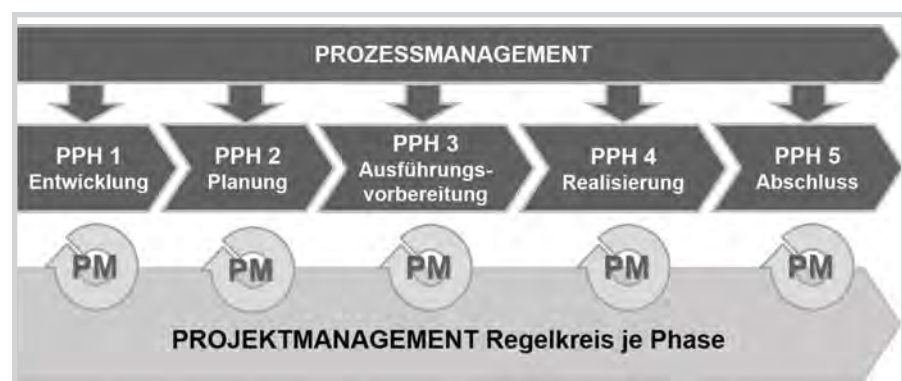 PROZESSMANAGEMENT
PPH 1
Entwicklung
PPH 2
Planung
PPH 3
Ausführungs-
vorbereitung
PPH 4
Realisierung
PPH 5
Abschluss
PM
PM
PM
PM
PM
PROJEKTMANAGEMENT Regelkreis je Phase